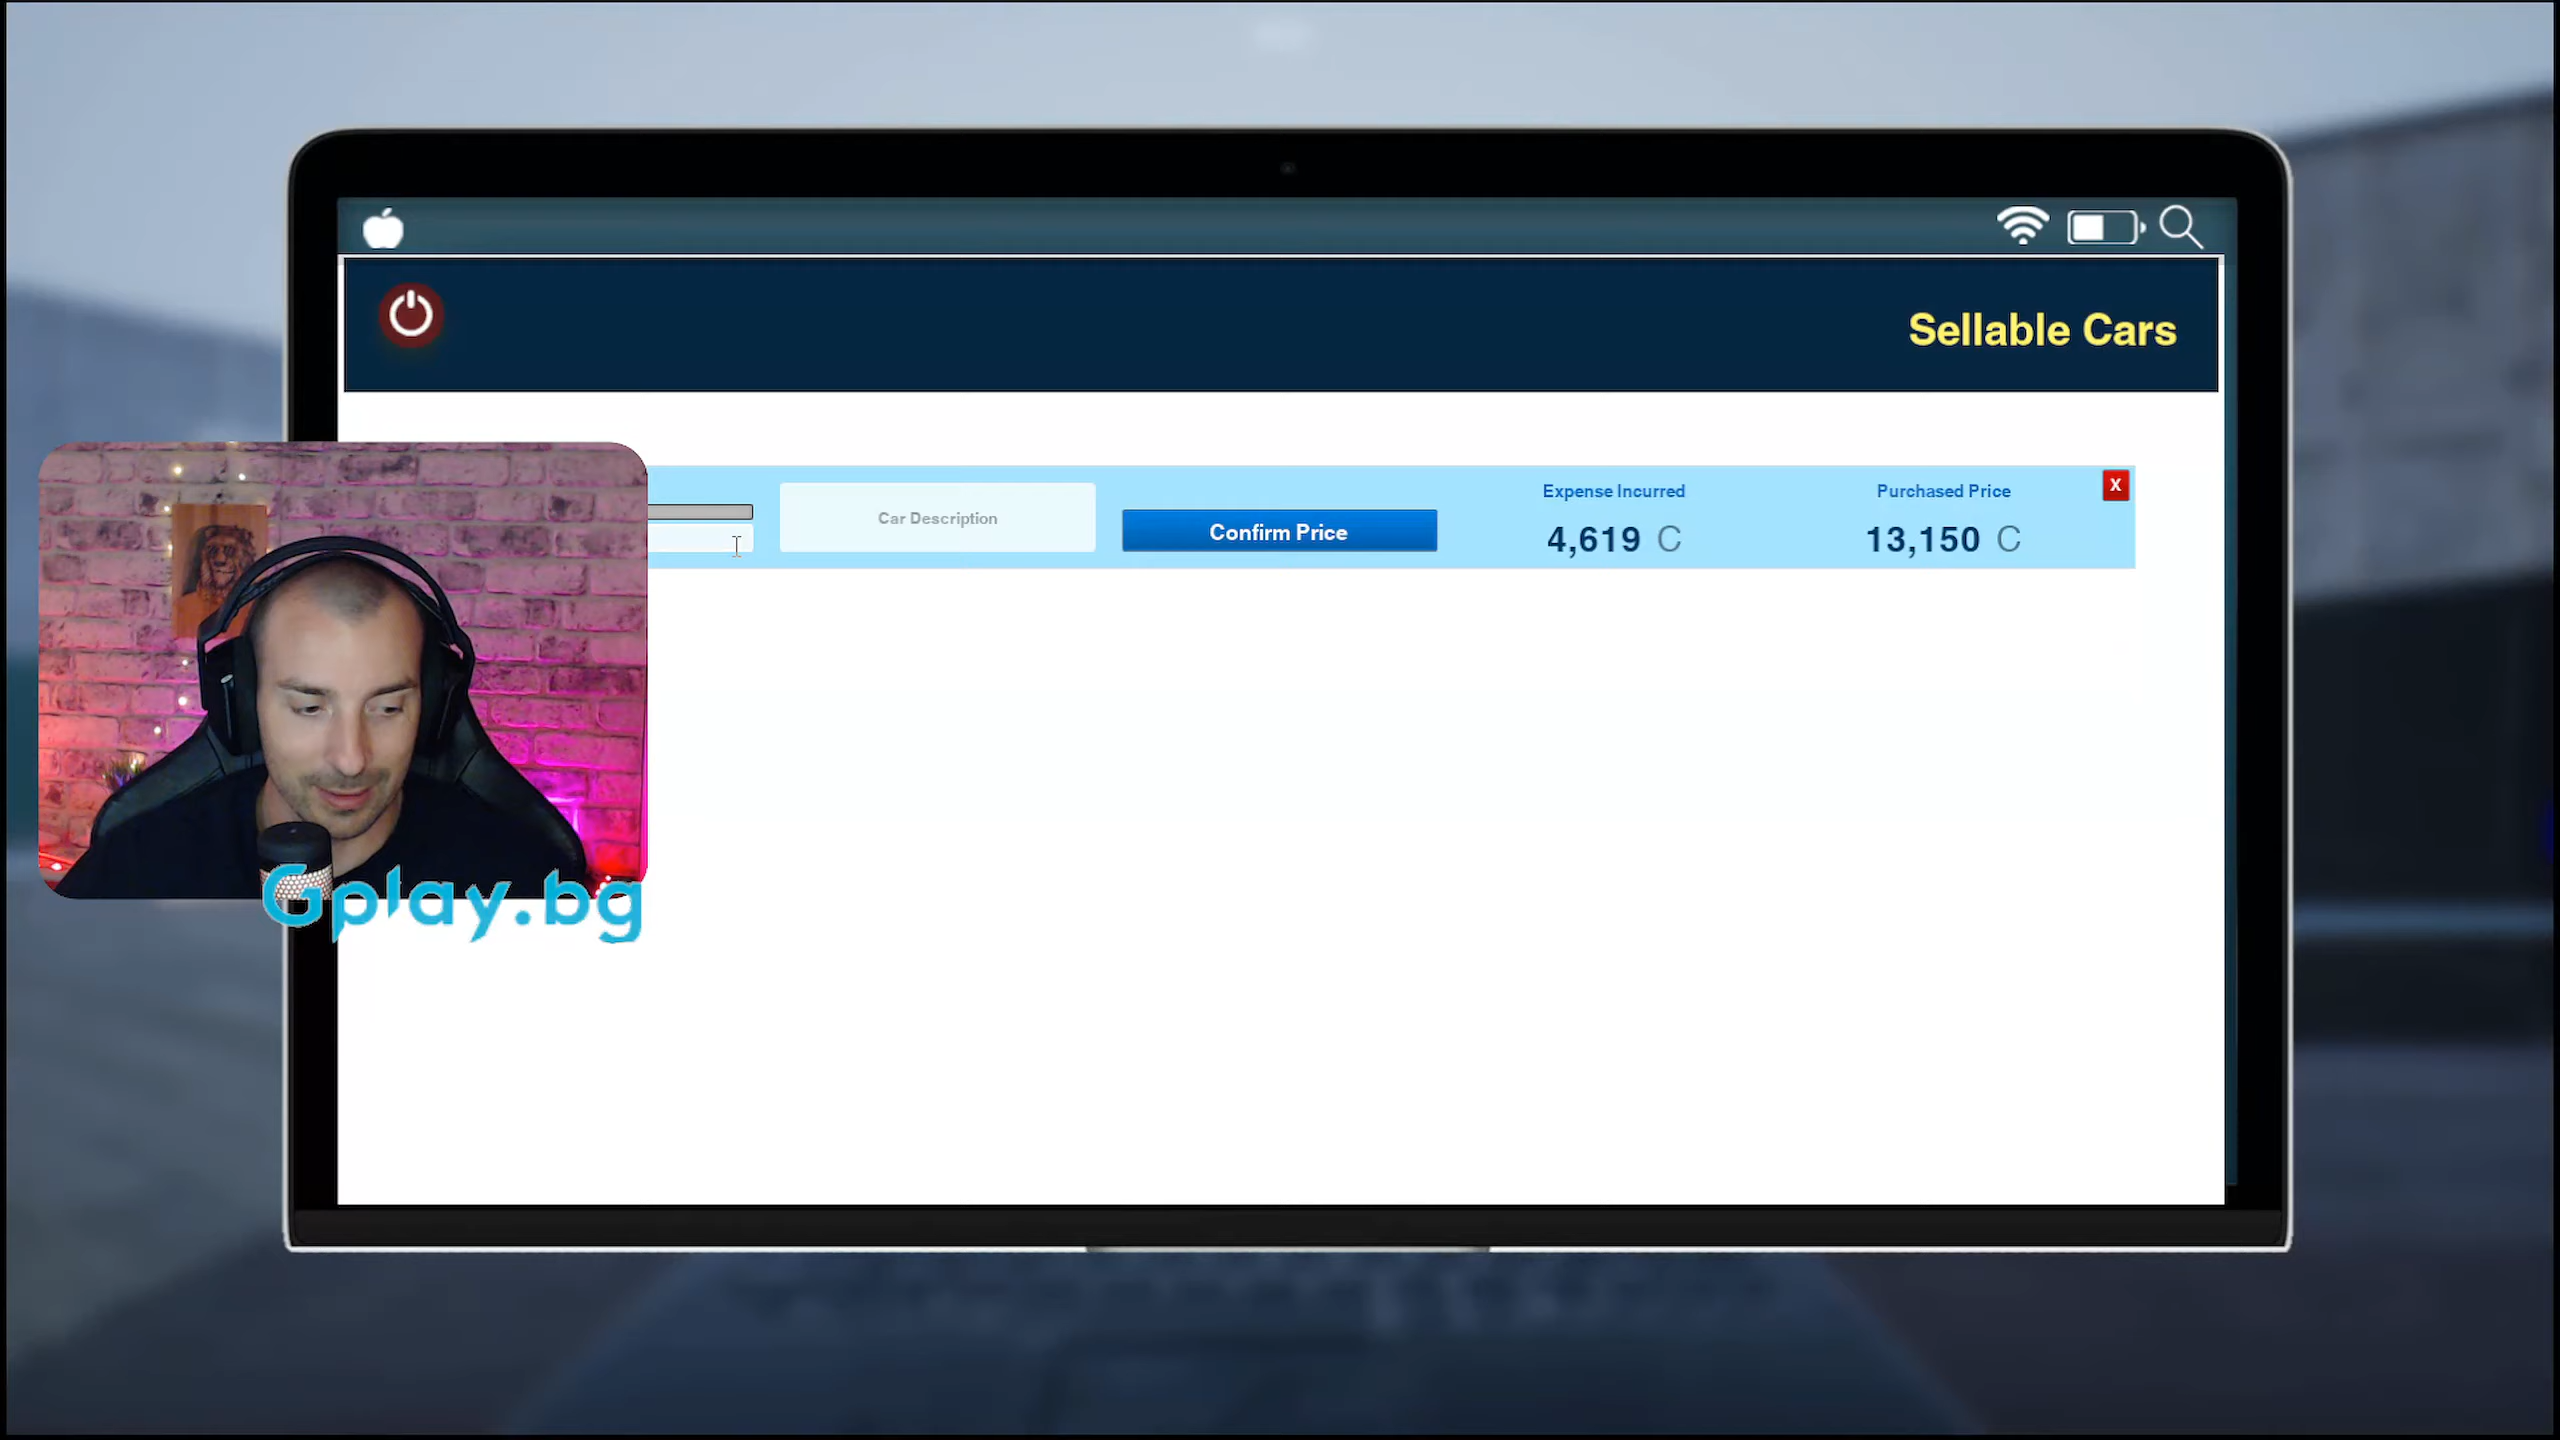 Sellable Cars
Car Description
Confirm Price
Expense Incurred
4,619 C
Purchased Price
13,150 C
X
Gplay.bg